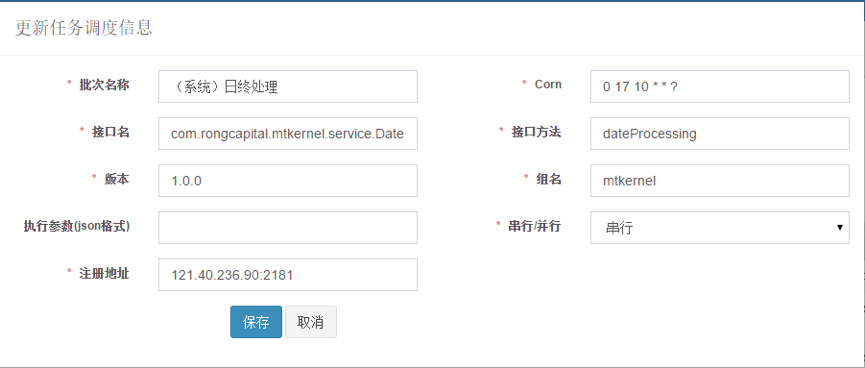 更新任务调度信息
* 批次名称 （系统）日终处理 * Corn 0 17 10 * * ?
* 接口名 com.rongcapital.mtkernel.service.Date * 接口方法 dateProcessing
* 版本 1.0.0 * 组名 mtkernel
执行参数(json格式) * 串行/并行 串行
* 注册地址 121.40.236.90:2181
保存 取消